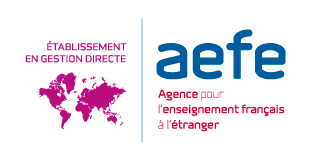 ÉTABLISSEMENT
EN GESTION DIRECTE
aefe
Agence pour
l'enseignement français
à l'étranger